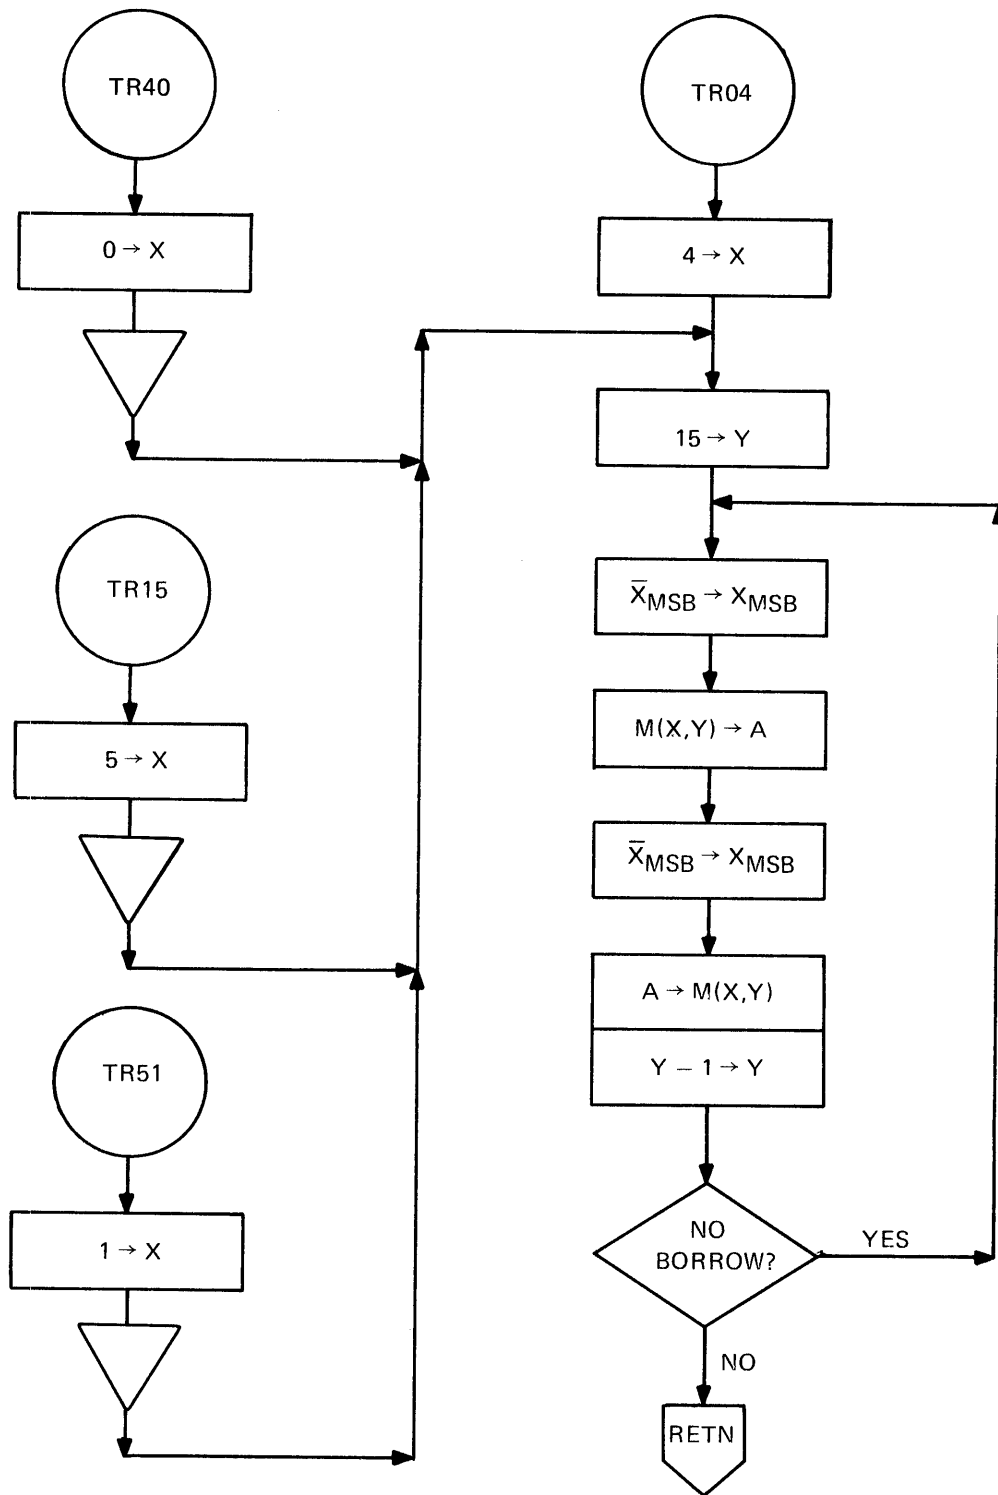 TR40
0 → X
TR15
5 → X
TR51
1 → X
TR04
4 → X
15 → Y
X̄MSB → XMSB
M(X,Y) → A
X̄MSB → XMSB
A → M(X,Y)
Y – 1 → Y
NO
BORROW?
YES
NO
RETN